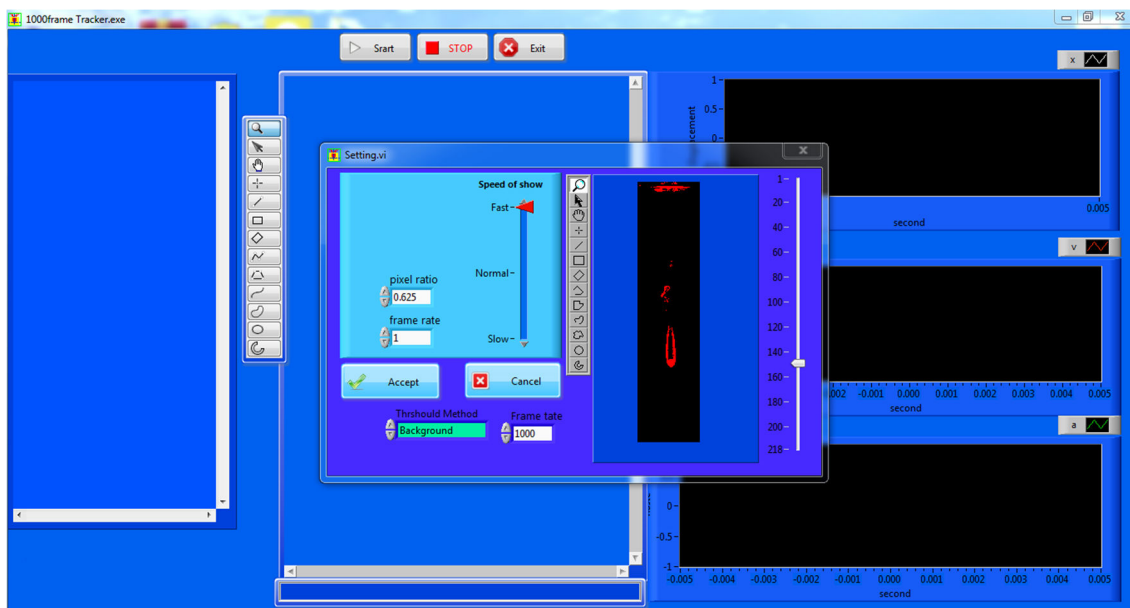 1000frame Tracker.exe
Srart
STOP
Exit
x
1
0.5
0
0.005
second
Setting.vi
Speed of show
Fast
Normal
Slow
pixel ratio
0.625
frame rate
1
Accept
Cancel
Thrshould Method
Background
Frame tate
1000
1
20
40
60
80
100
120
140
160
180
200
218
v
-0.001 0.000 0.001 0.002 0.003 0.004 0.005
second
a
0
-0.5
-1
-0.005 -0.004 -0.003 -0.002 -0.001 0.000 0.001 0.002 0.003 0.004 0.005
second